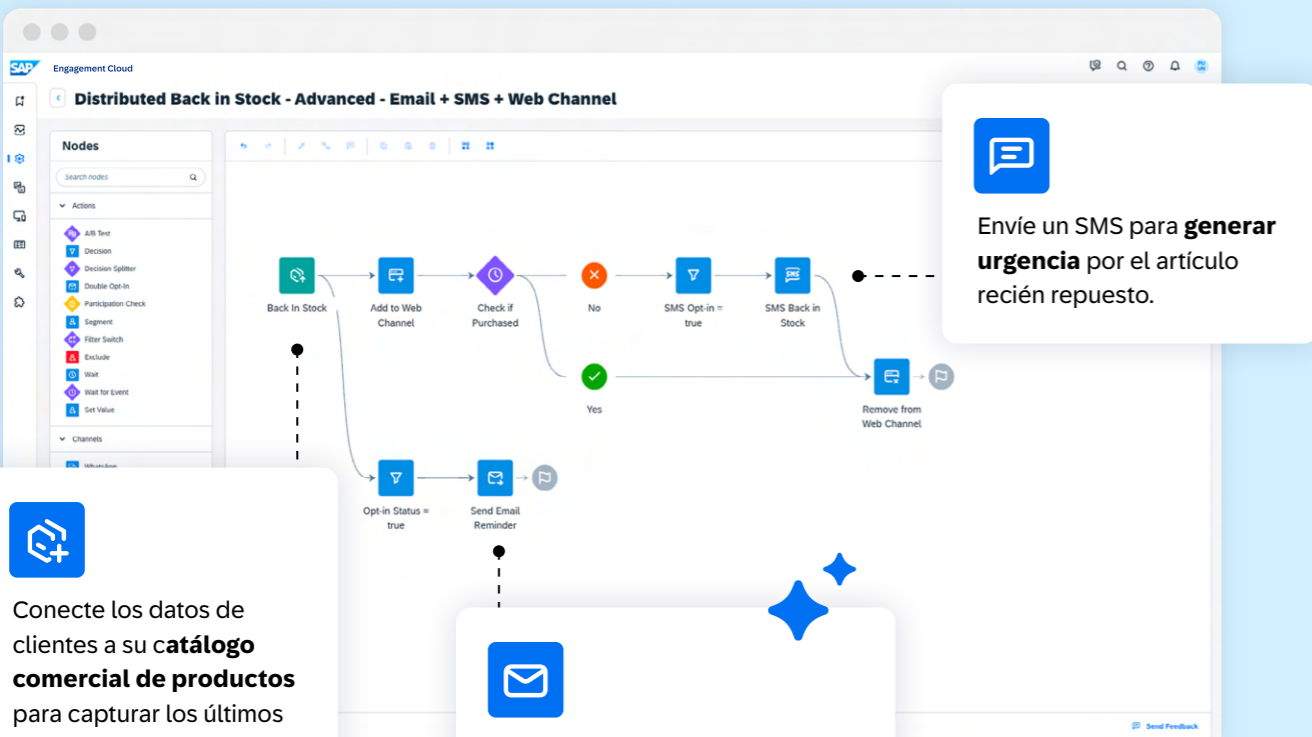 SAP Engagement Cloud
Distributed Back in Stock - Advanced - Email + SMS + Web Channel
Nodes
Search nodes
Actions
A/B Test
Decision
Decision Splitter
Double Opt-In
Participation Check
Segment
Filter Switch
Exclude
Wait
Wait for Event
Set Value
Channels
WhatsApp
Back In Stock
Add to Web
Channel
Check if
Purchased
No
SMS Opt-in =
true
SMS
SMS Back in
Stock
Yes
Remove from
Web Channel
Opt-in Status =
true
Send Email
Reminder
Envíe un SMS para generar
urgencia por el artículo
recién repuesto.
Conecte los datos de
clientes a su catálogo
comercial de productos
para capturar los últimos
Send Feedback